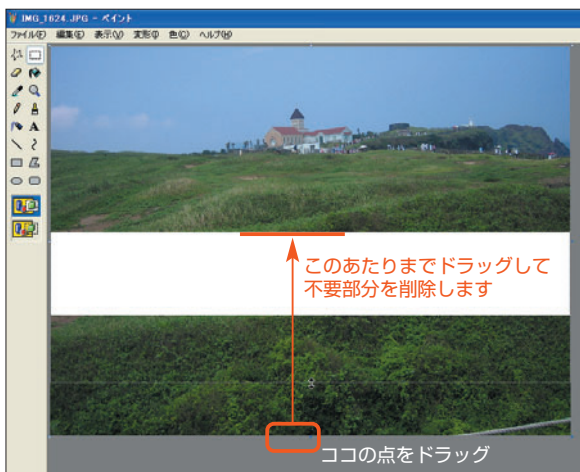 IMG_1624.JPG - ペイント
ファイル(F) 編集(E) 表示(V) 変形(I) 色(C) ヘルプ(H)
A
このあたりまでドラッグして
不要部分を削除します
ココの点をドラッグ